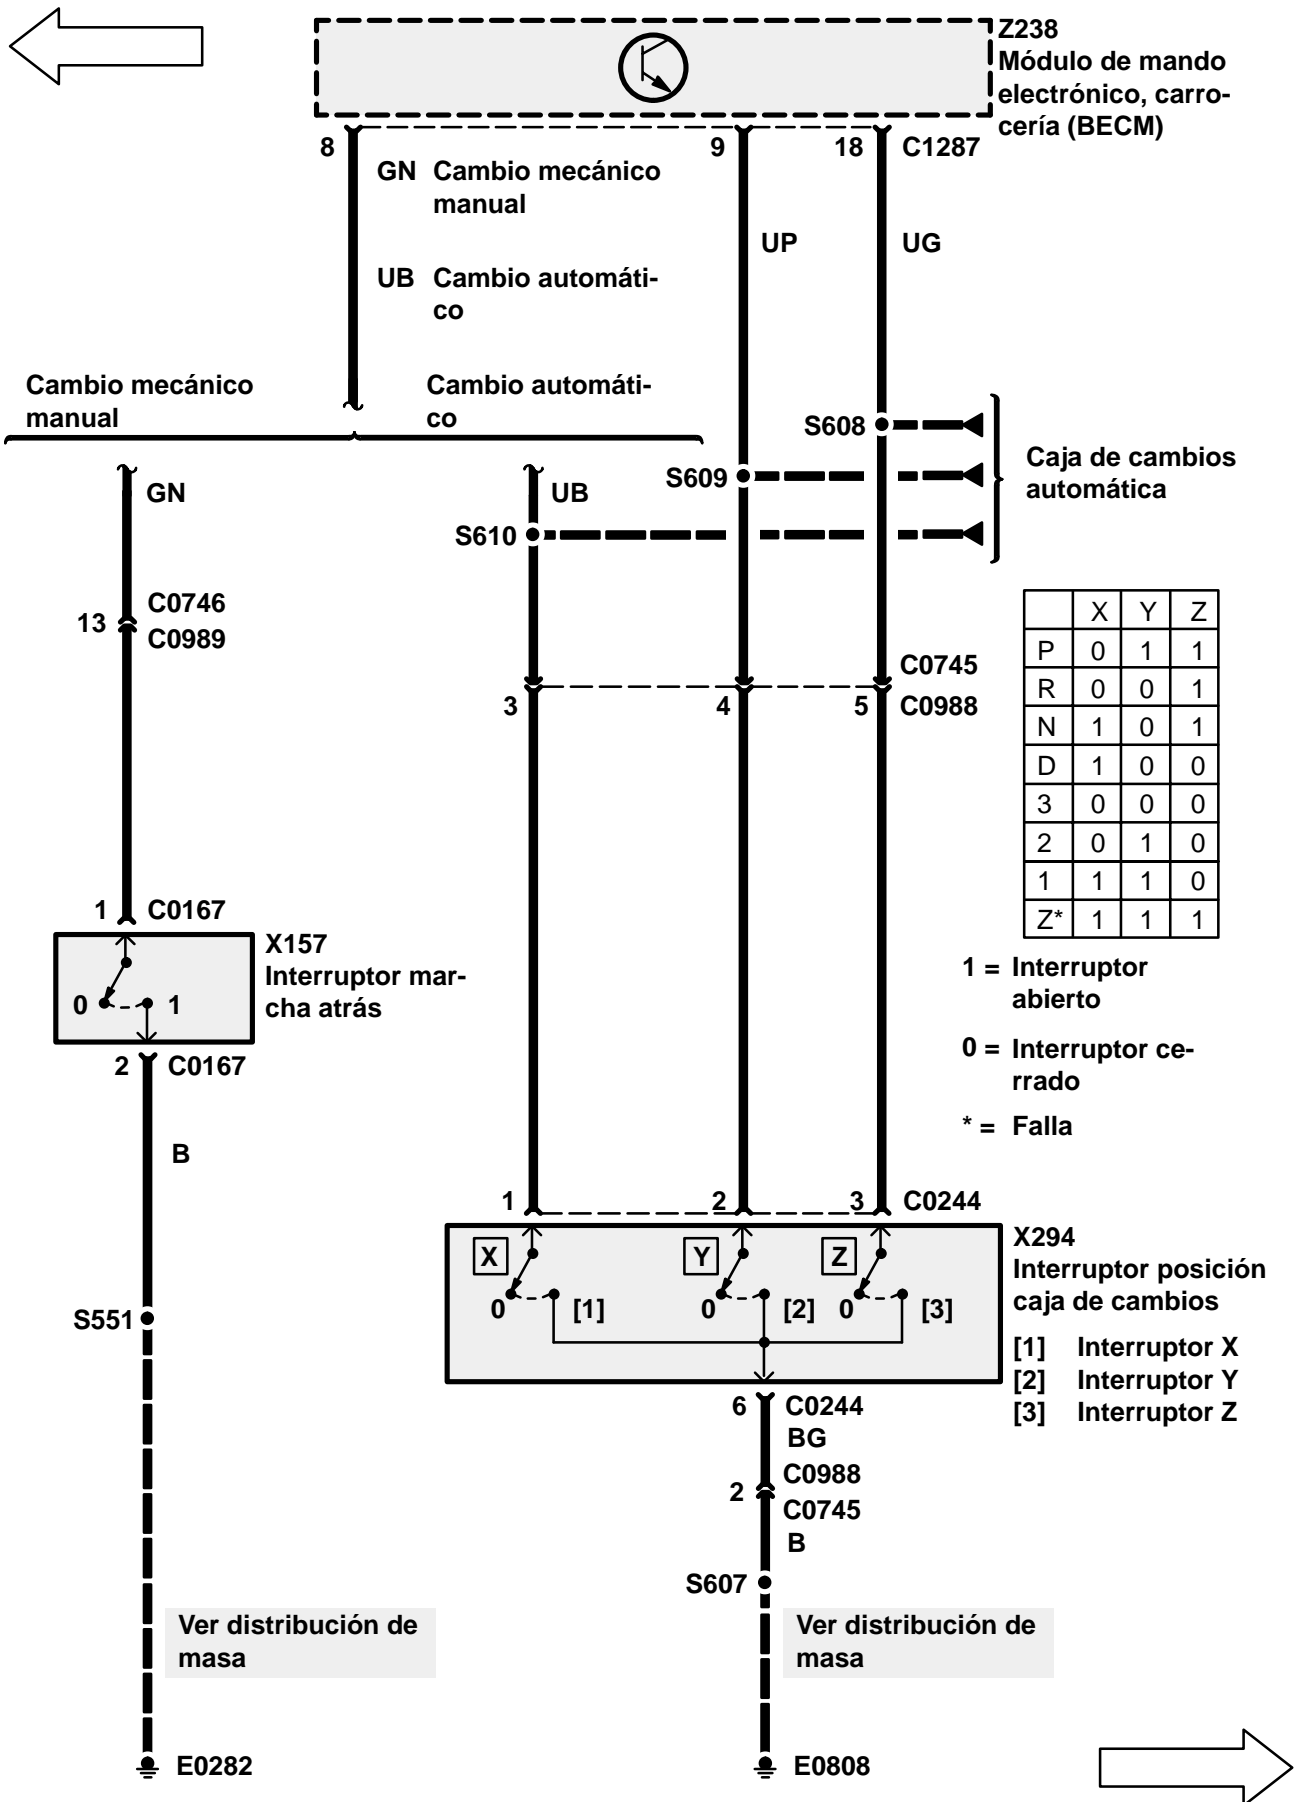 Z238
Módulo de mando
electrónico, carro-
cería (BECM)
8
9
18
C1287
GN Cambio mecánico
manual
UP
UG
UB Cambio automáti-
co
Cambio mecánico
manual
Cambio automáti-
co
S608
S609
S610
Caja de cambios
automática
GN
UB
13
C0746
C0989
C0745
C0988
3
4
5
X Y Z
P 0 1 1
R 0 0 1
N 1 0 1
D 1 0 0
3 0 0 0
2 0 1 0
1 1 1 0
Z* 1 1 1
1 = Interruptor
abierto
0 = Interruptor ce-
rrado
* = Falla
1 C0167
X157
Interruptor mar-
cha atrás
0 1
2 C0167
B
1
2
3 C0244
X Y Z
0 [1] 0 [2] 0 [3]
X294
Interruptor posición
caja de cambios
[1] Interruptor X
[2] Interruptor Y
[3] Interruptor Z
S551
6 C0244
BG
C0988
2
C0745
B
S607
Ver distribución de
masa
Ver distribución de
masa
E0282
E0808